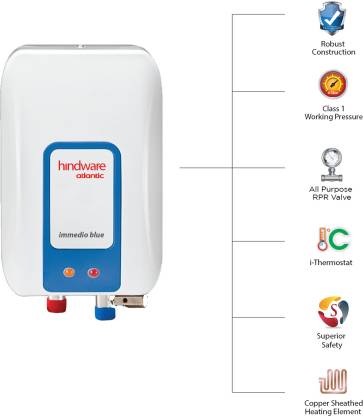 Robust
Construction
Class 1
Working Pressure
All Purpose
RPR Valve
hindware
atlantic
immedio blue
i-Thermostat
Superior
Safety
Copper Sheathed
Heating Element